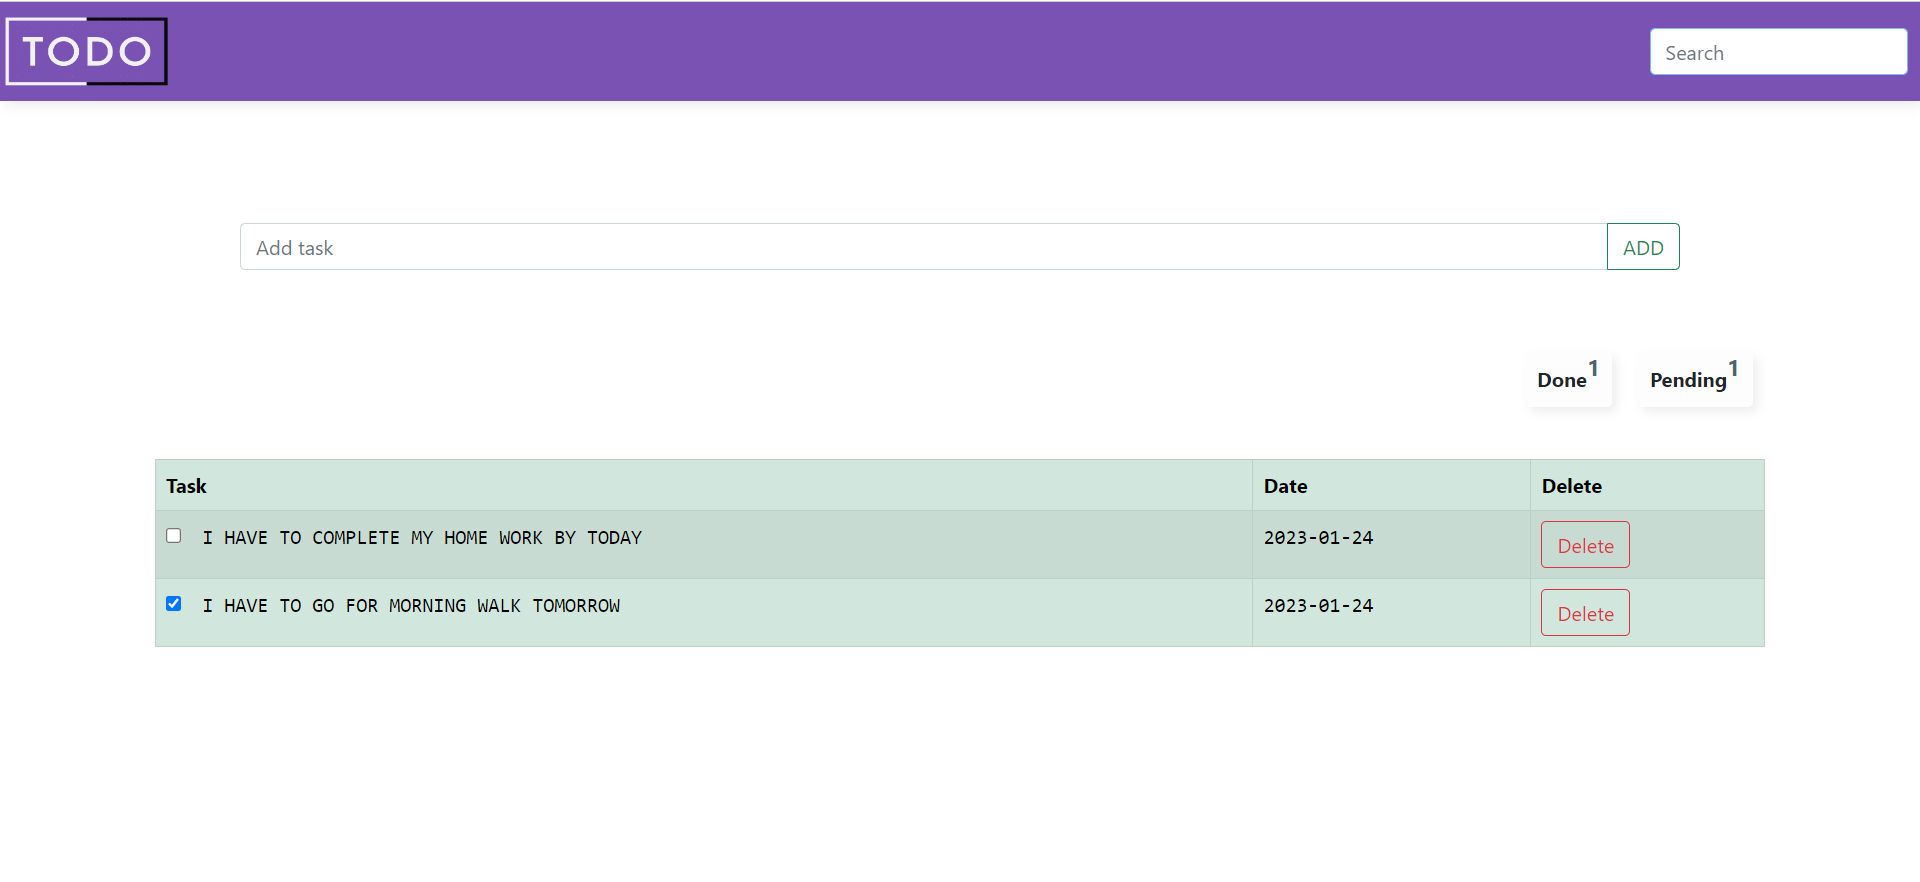 TODO
Search
Add task
ADD
Done 1
Pending 1
Task Date Delete
I HAVE TO COMPLETE MY HOME WORK BY TODAY 2023-01-24 Delete
I HAVE TO GO FOR MORNING WALK TOMORROW 2023-01-24 Delete